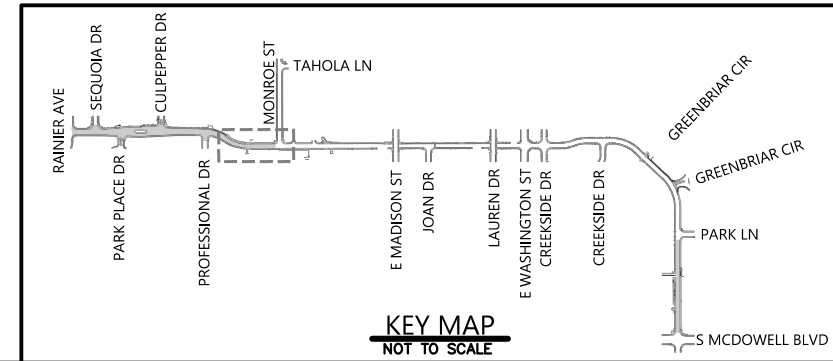 RAINIER AVE
SEQUOIA DR
CULPEPPER DR
MONROE ST
TAHOLA LN
PARK PLACE DR
PROFESSIONAL DR
E MADISON ST
JOAN DR
LAUREN DR
E WASHINGTON ST
CREEKSIDE DR
CREEKSIDE DR
GREENBRIAR CIR
GREENBRIAR CIR
PARK LN
S MCDOWELL BLVD
KEY MAP
NOT TO SCALE